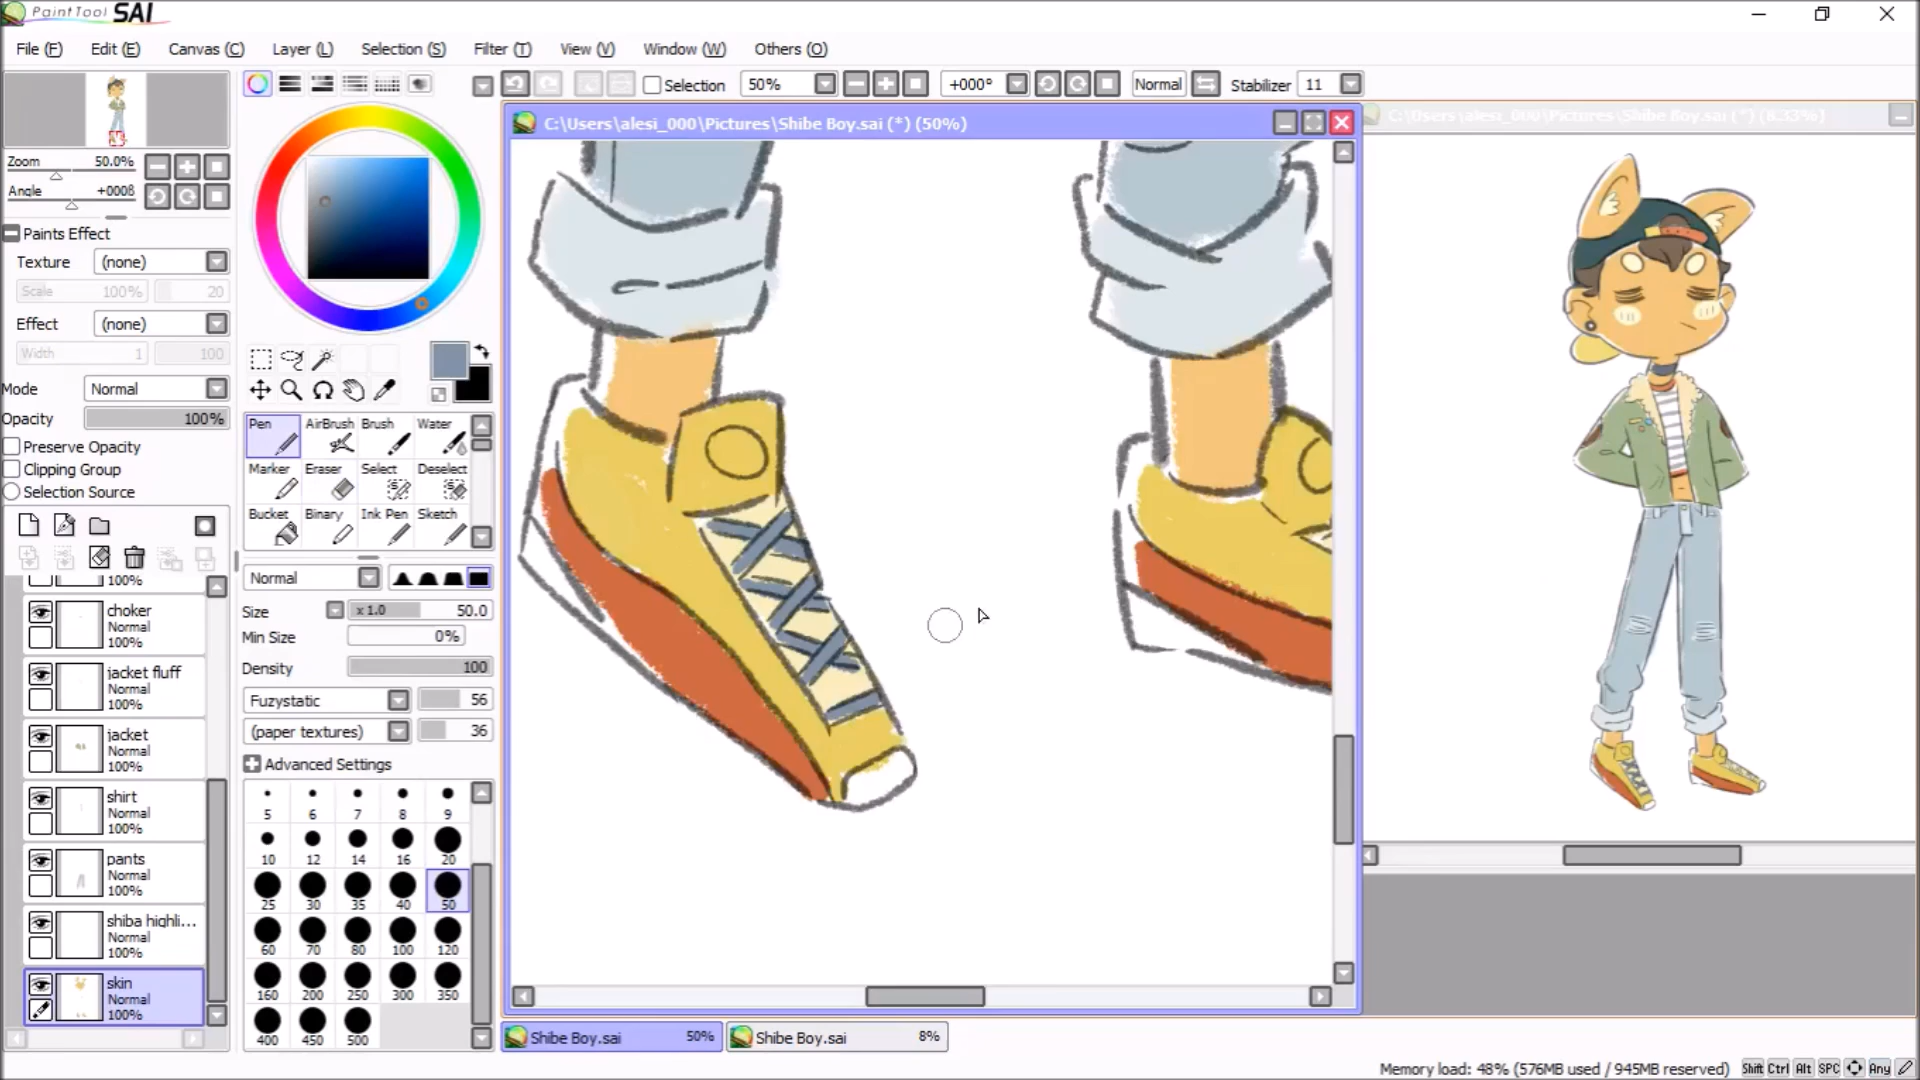 PaintTool SAI
File (F) Edit (E) Canvas (C) Layer (L) Selection (S) Filter (T) View (V) Window (W) Others (O)
Selection 50% +000° Normal Stabilizer 11
C:\Users\alesi_000\Pictures\Shibe Boy.sai (*) (50%)
C:\Users\alesi_000\Pictures\Shibe Boy.sai (*) (8.33%)
Zoom 50.0%
Angle +000ß
Paints Effect
Texture (none)
Scale 100% 20
Effect (none)
Width 1 100
Mode Normal
Opacity 100%
Preserve Opacity
Clipping Group
Selection Source
100%
choker
Normal
100%
jacket fluff
Normal
100%
jacket
Normal
100%
shirt
Normal
100%
pants
Normal
100%
shiba highli...
Normal
100%
skin
Normal
100%
Pen AirBrush Brush Water
Marker Eraser Select Deselect
Bucket Binary Ink Pen Sketch
Normal
Size x 1.0 50.0
Min Size 0%
Density 100
Fuzystatic 56
(paper textures) 36
Advanced Settings
5 6 7 8 9
10 12 14 16 20
25 30 35 40 50
60 70 80 100 120
160 200 250 300 350
400 450 500
Shibe Boy.sai 50% Shibe Boy.sai 8%
Memory load: 48% (576MB used / 945MB reserved) Shift Ctrl Alt SPC Any